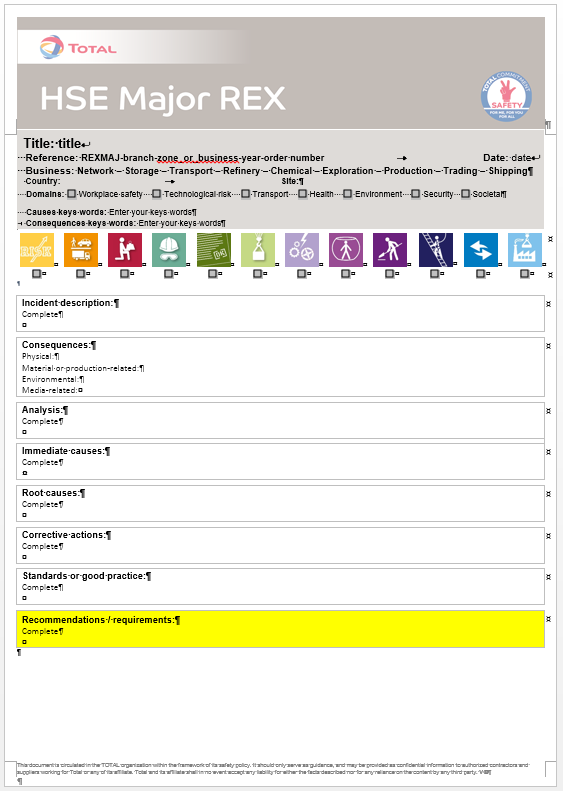 TOTAL
HSE Major REX
TOTAL COMMITMENT
SAFETY
FOR ME, FOR YOU
FOR ALL
Title: title
Reference: REXMAJ-branch-zone_or_business-year-order number Date: date
Business: Network – Storage – Transport – Refinery – Chemical – Exploration – Production – Trading – Shipping
Country: Site:
Domains: Workplace safety Technological risk Transport Health Environment Security Societal
Causes keys words: Enter your keys words
Consequences keys words: Enter your keys words
RISK
Incident description:
Complete
Consequences:
Physical:
Material or production-related:
Environmental:
Media-related:
Analysis:
Complete
Immediate causes:
Complete
Root causes:
Complete
Corrective actions:
Complete
Standards or good practice:
Complete
Recommendations / requirements:
Complete
This document is circulated in the TOTAL organization within the framework of its safety policy. It should only serve as guidance, and may be provided as confidential information to authorized contractors and
suppliers working for Total or any of its affiliate. Total and its affiliate shall in no event accept any liability for either the facts described nor for any reliance on the content by any third party.